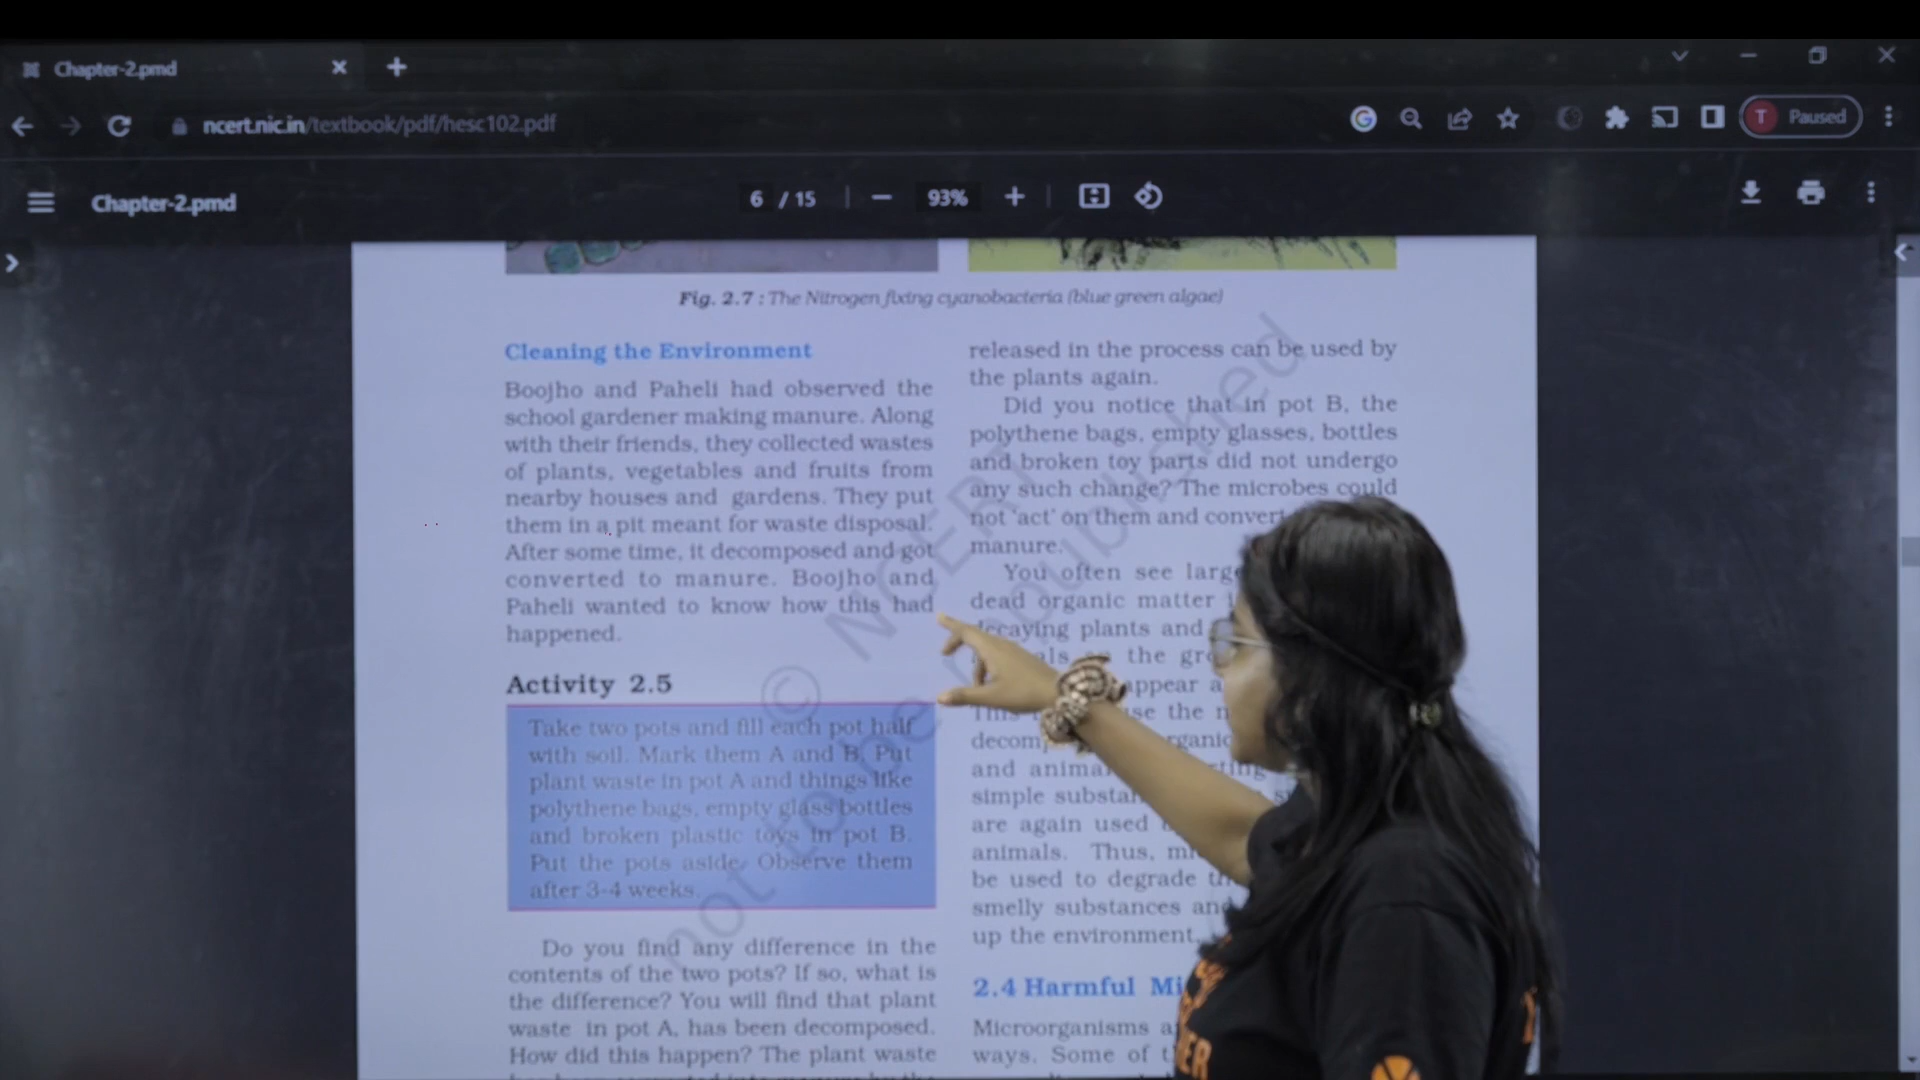 Chapter-2.pmd
ncert.nic.in/textbook/pdf/hesc102.pdf
T Paused
Chapter-2.pmd
6 / 15
93%
Fig. 2.7 : The Nitrogen fixing cyanobacteria (blue green algae)
Cleaning the Environment
Boojho and Paheli had observed the
school gardener making manure. Along
with their friends, they collected wastes
of plants, vegetables and fruits from
nearby houses and gardens. They put
them in a pit meant for waste disposal.
After some time, it decomposed and got
converted to manure. Boojho and
Paheli wanted to know how this had
happened.
Activity 2.5
Take two pots and fill each pot half
with soil. Mark them A and B. Put
plant waste in pot A and things like
polythene bags, empty glass bottles
and broken plastic toys in pot B.
Put the pots aside. Observe them
after 3-4 weeks.
Do you find any difference in the
contents of the two pots? If so, what is
the difference? You will find that plant
waste in pot A, has been decomposed.
How did this happen? The plant waste
released in the process can be used by
the plants again.
Did you notice that in pot B, the
polythene bags, empty glasses, bottles
and broken toy parts did not undergo
any such change? The microbes could
not 'act' on them and convert
manure.
You often see large
dead organic matter
decaying plants and
the
appear
the
and
simple
are again used
animals. Thus,
be used to degrade
smelly substances and
up the environment.
2.4 Harmful
Microorganisms
ways. Some of
© NCERT
not to be republished